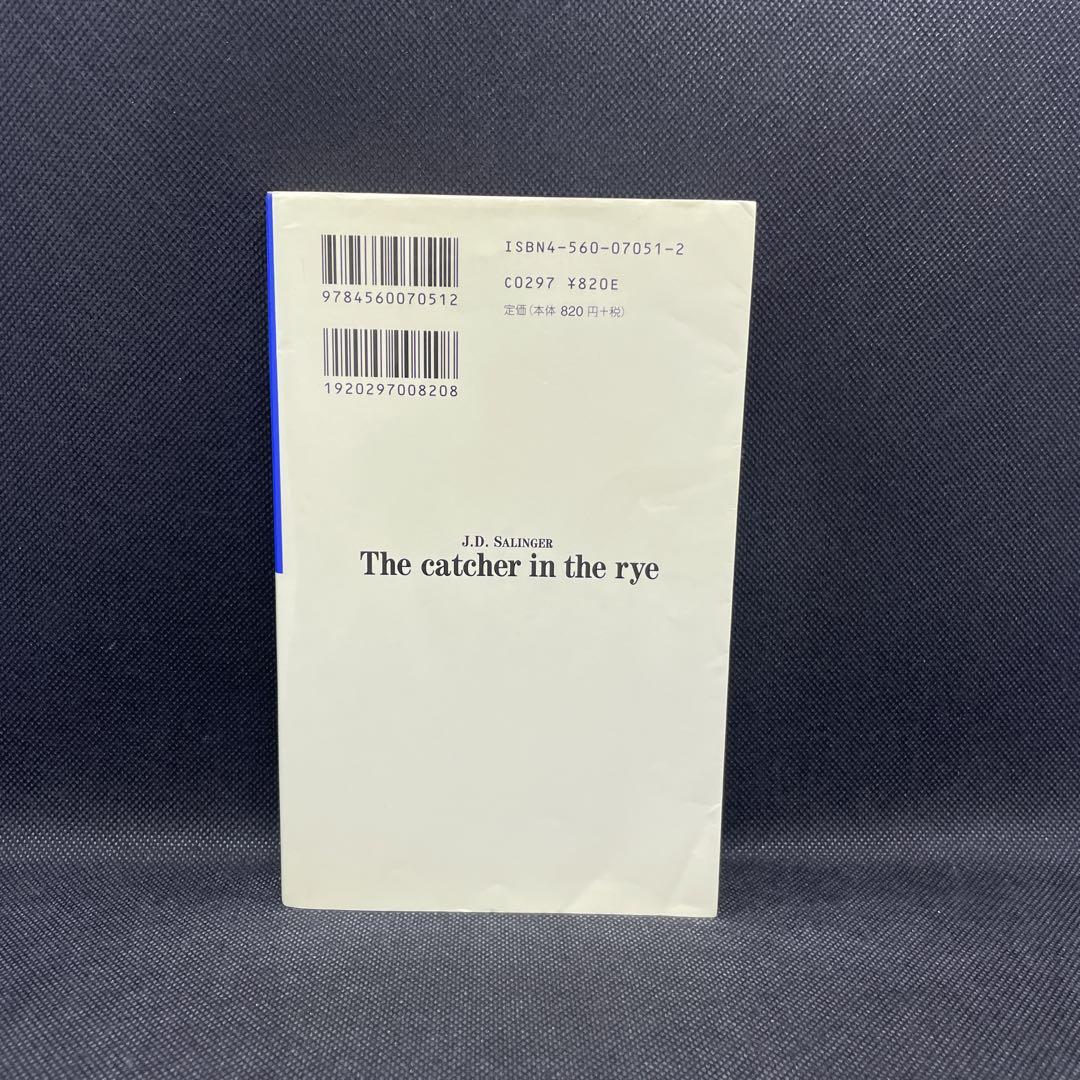 ISBN4-560-07051-2
9784560070512
C0297 ¥820E
定価(本体 820 円+税)
1920297008208
J.D. SALINGER
The catcher in the rye